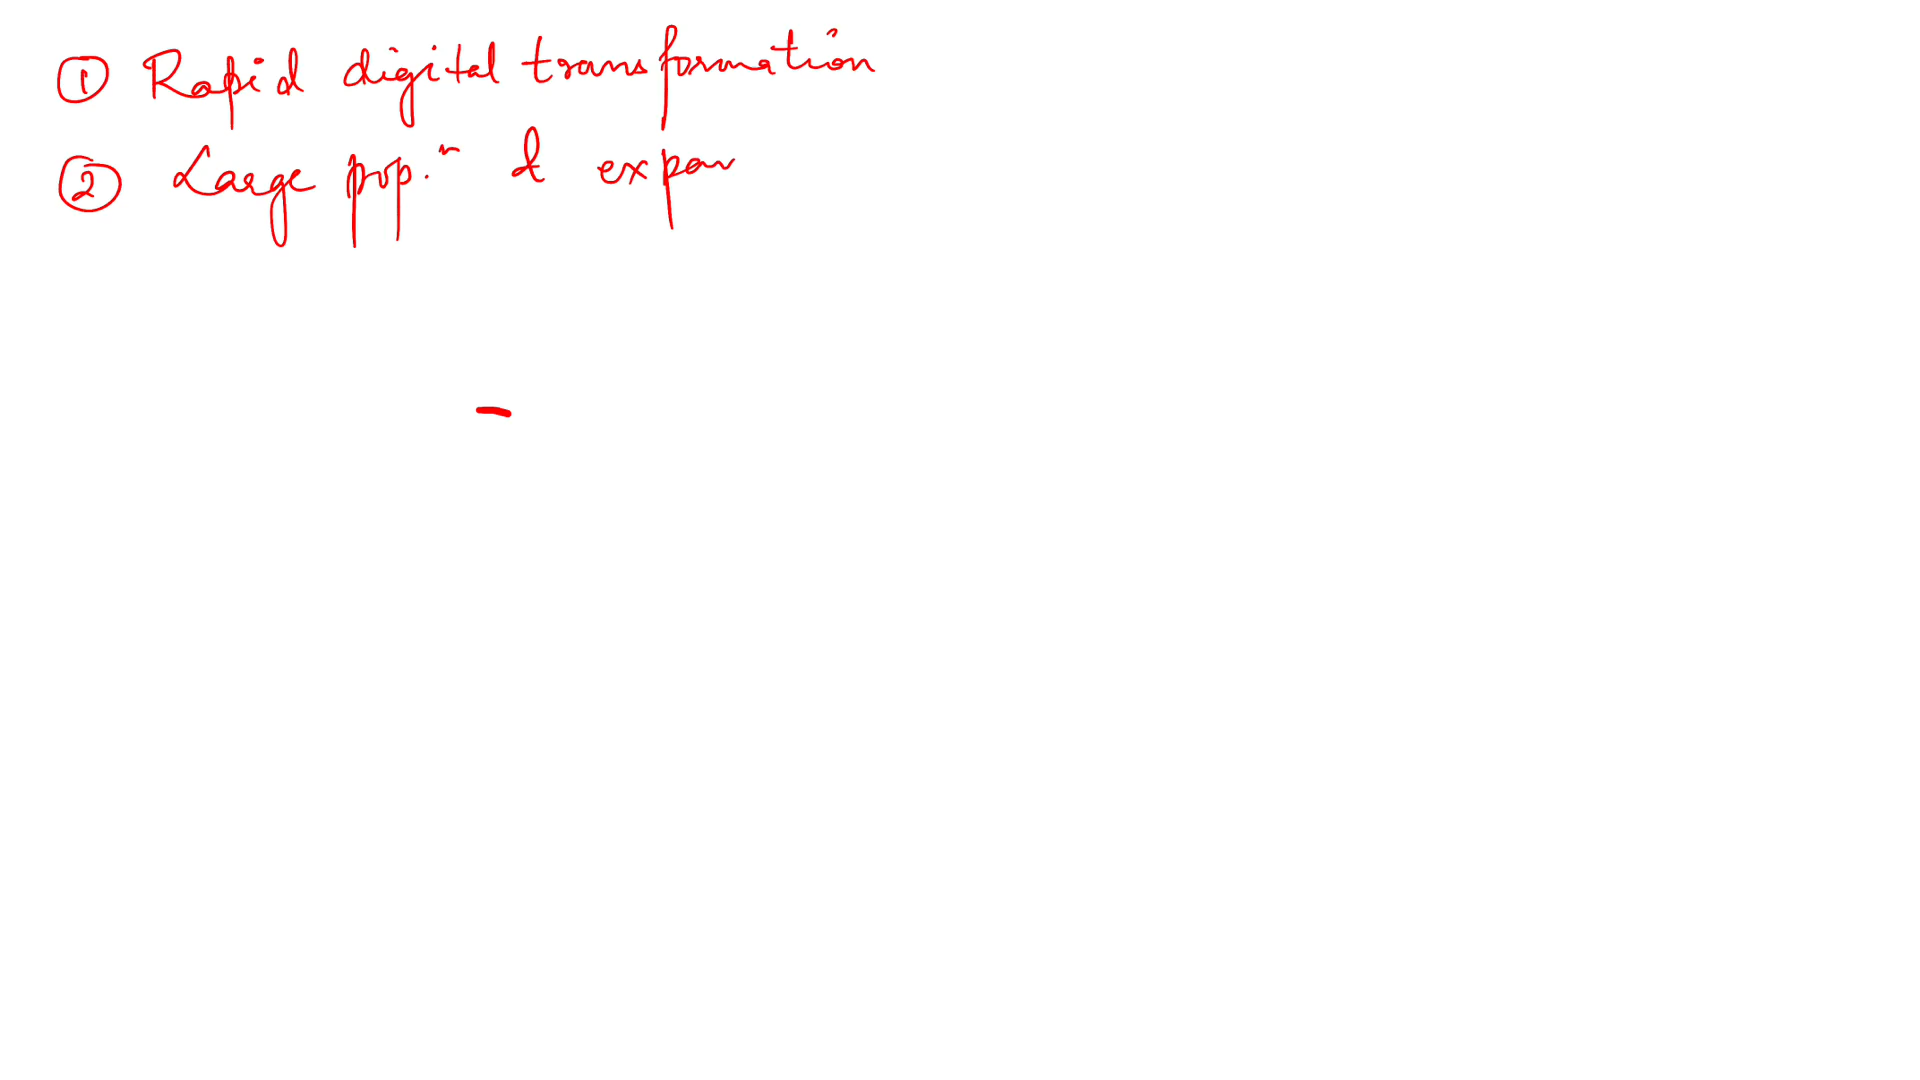 ① Rapid digital transformation
② Large pop.ⁿ & expan